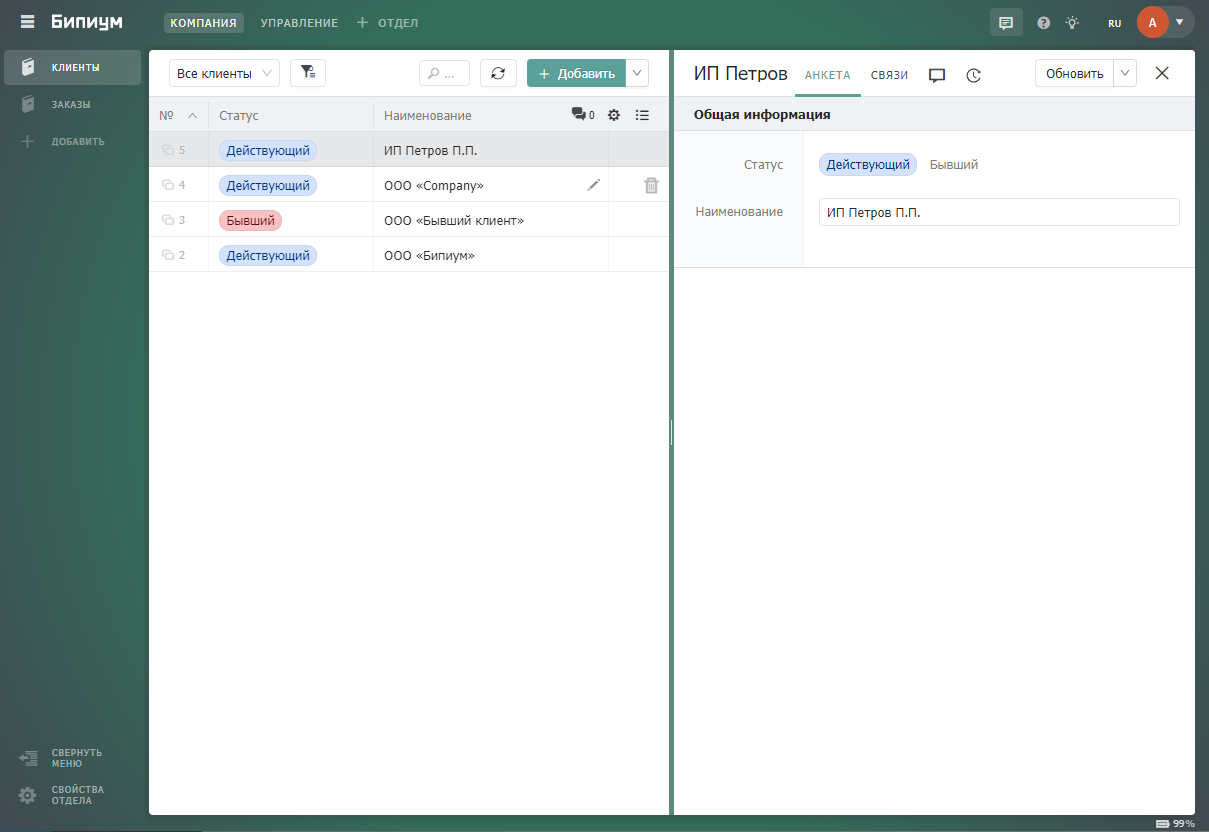 Бипиум КОМПАНИЯ УПРАВЛЕНИЕ + ОТДЕЛ ? RU A
КЛИЕНТЫ
ЗАКАЗЫ
+ ДОБАВИТЬ
СВЕРНУТЬ
МЕНЮ
СВОЙСТВА
ОТДЕЛА
Все клиенты ... + Добавить
№ Статус Наименование 0
5 Действующий ИП Петров П.П.
4 Действующий ООО «Company»
3 Бывший ООО «Бывший клиент»
2 Действующий ООО «Бипиум»
ИП Петров АНКЕТА СВЯЗИ Обновить
Общая информация
Статус Действующий Бывший
Наименование ИП Петров П.П.
99%